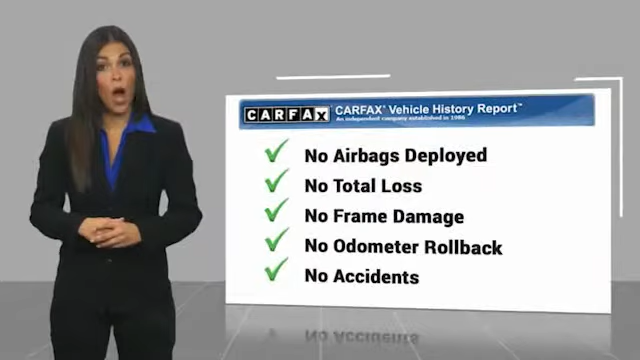 CARFAX CARFAX® Vehicle History Report™
An independent company established in 1986
No Airbags Deployed
No Total Loss
No Frame Damage
No Odometer Rollback
No Accidents